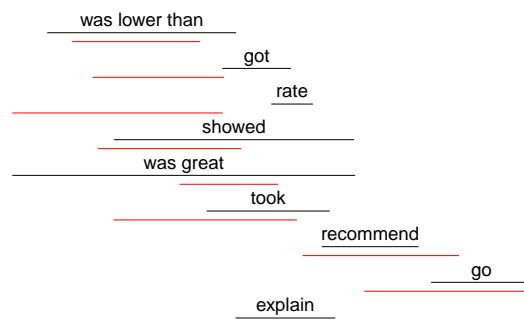 was lower than
got
rate
showed
was great
took
recommend
go
explain